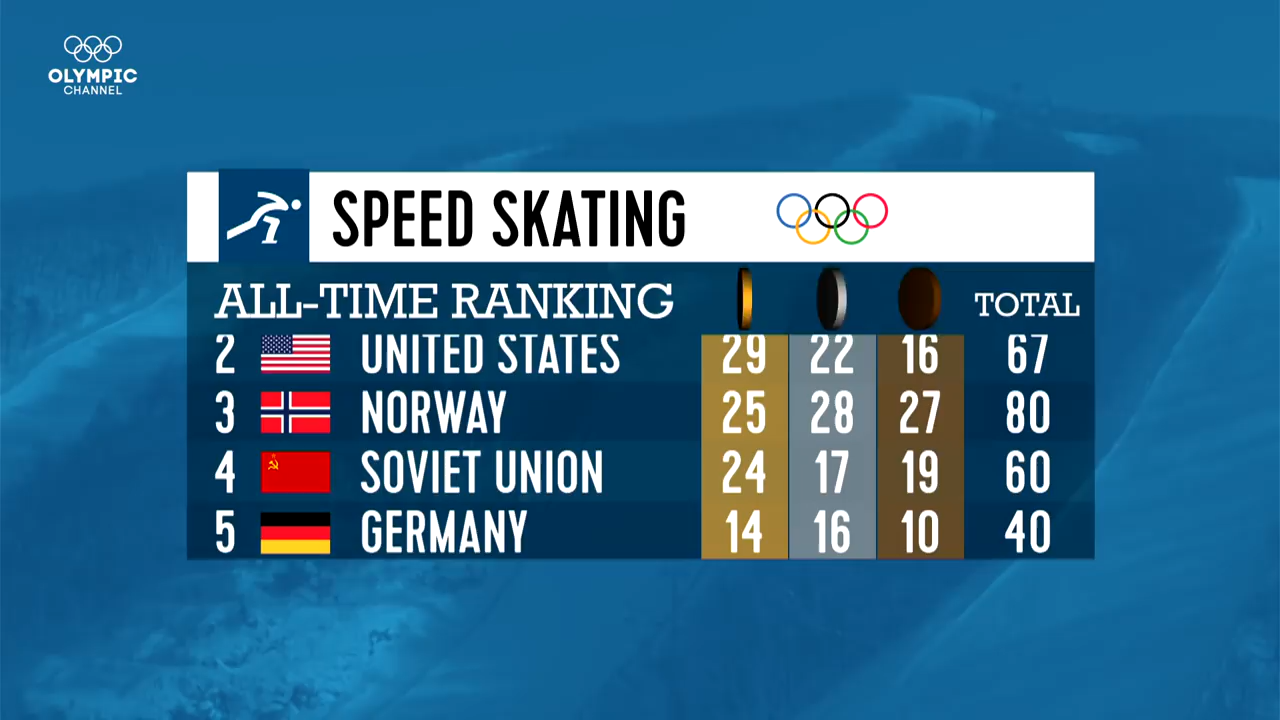 OLYMPIC
CHANNEL
SPEED SKATING
ALL-TIME RANKING TOTAL
2 UNITED STATES 29 22 16 67
3 NORWAY 25 28 27 80
4 SOVIET UNION 24 17 19 60
5 GERMANY 14 16 10 40